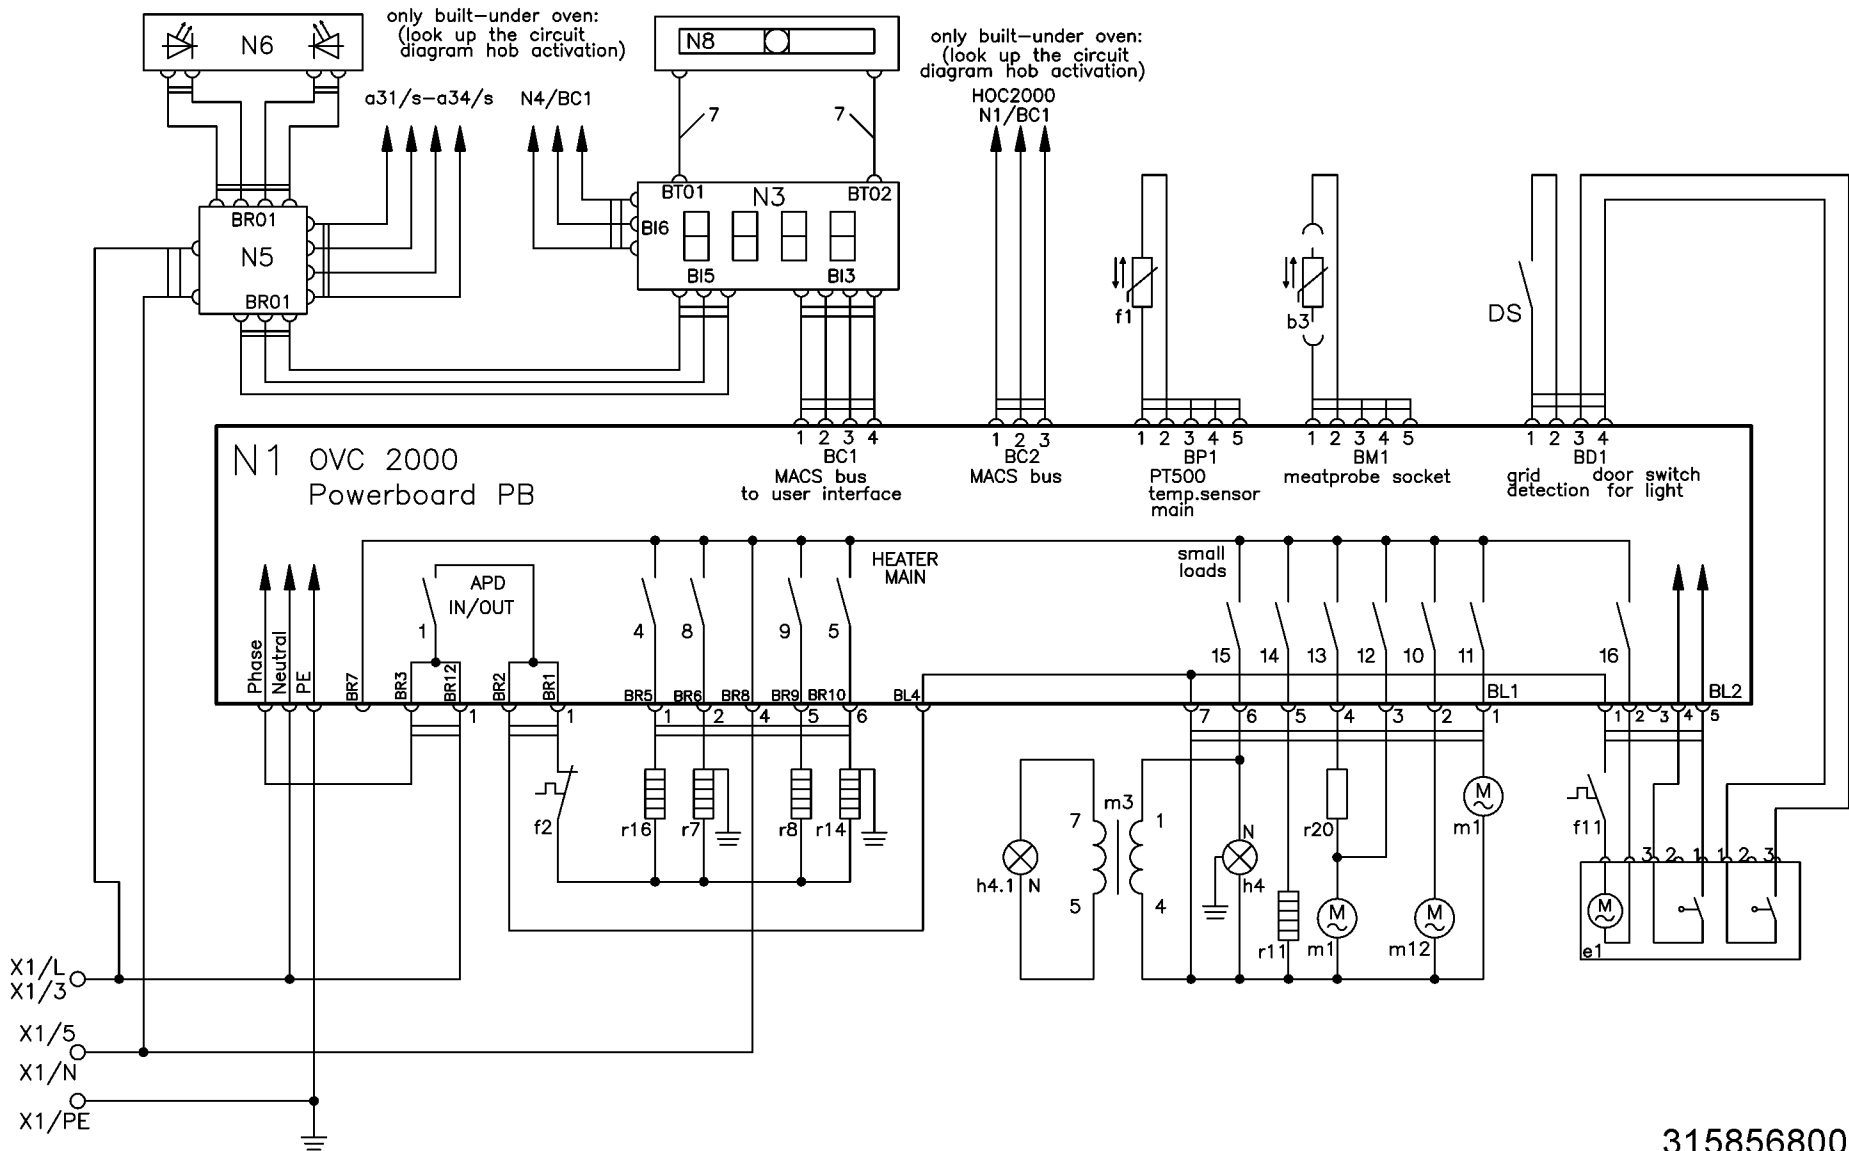 N6
only built-under oven:
(look up the circuit
diagram hob activation)
N8
only built-under oven:
(look up the circuit
diagram hob activation)
a31/s-a34/s
N4/BC1
7
7
HOC2000
N1/BC1
BR01
N5
BR01
BT01
N3
BT02
BI6
BI5
BI3
f1
b3
DS
N1 OVC 2000
Powerboard PB
1 2 3 4
BC1
MACS bus
to user interface
1 2 3
BC2
MACS bus
1 2 3 4 5
BP1
PT500
temp.sensor
main
1 2 3 4 5
BM1
meatprobe socket
1 2 3 4
BD1
grid
detection
door switch
for light
APD
IN/OUT
1
HEATER
MAIN
small
loads
4 8 9 5
15 14 13 12 10 11 16
Phase
Neutral
PE
BR7
BR3
BR12
BR2
BR1
BR5
BR6
BR8
BR9
BR10
BL4
BL1
BL2
1
1
1 2 4 5 6
7 6 5 4 3 2 1
1 2 3 4 5
f2
r16
r7
r8
r14
h4.1
N
7
5
m3
1
4
N
h4
r11
r20
m1
m12
M
M
M
m1
f11
3 2 1 1 2 3
M
e1
X1/L
X1/3
X1/5
X1/N
X1/PE
315856800